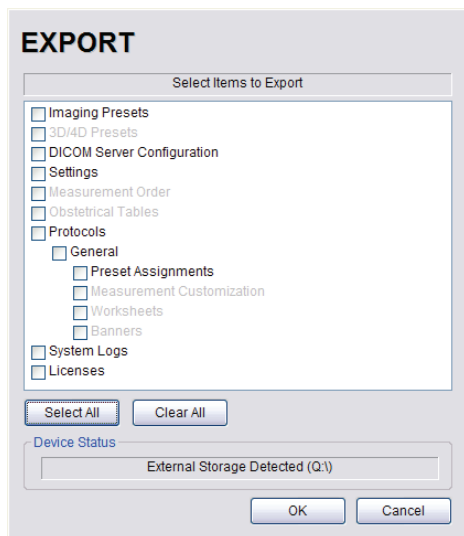 EXPORT
Select Items to Export
Imaging Presets
3D/4D Presets
DICOM Server Configuration
Settings
Measurement Order
Obstetrical Tables
Protocols
General
Preset Assignments
Measurement Customization
Worksheets
Banners
System Logs
Licenses
Select All Clear All
Device Status
External Storage Detected (Q:\)
OK Cancel